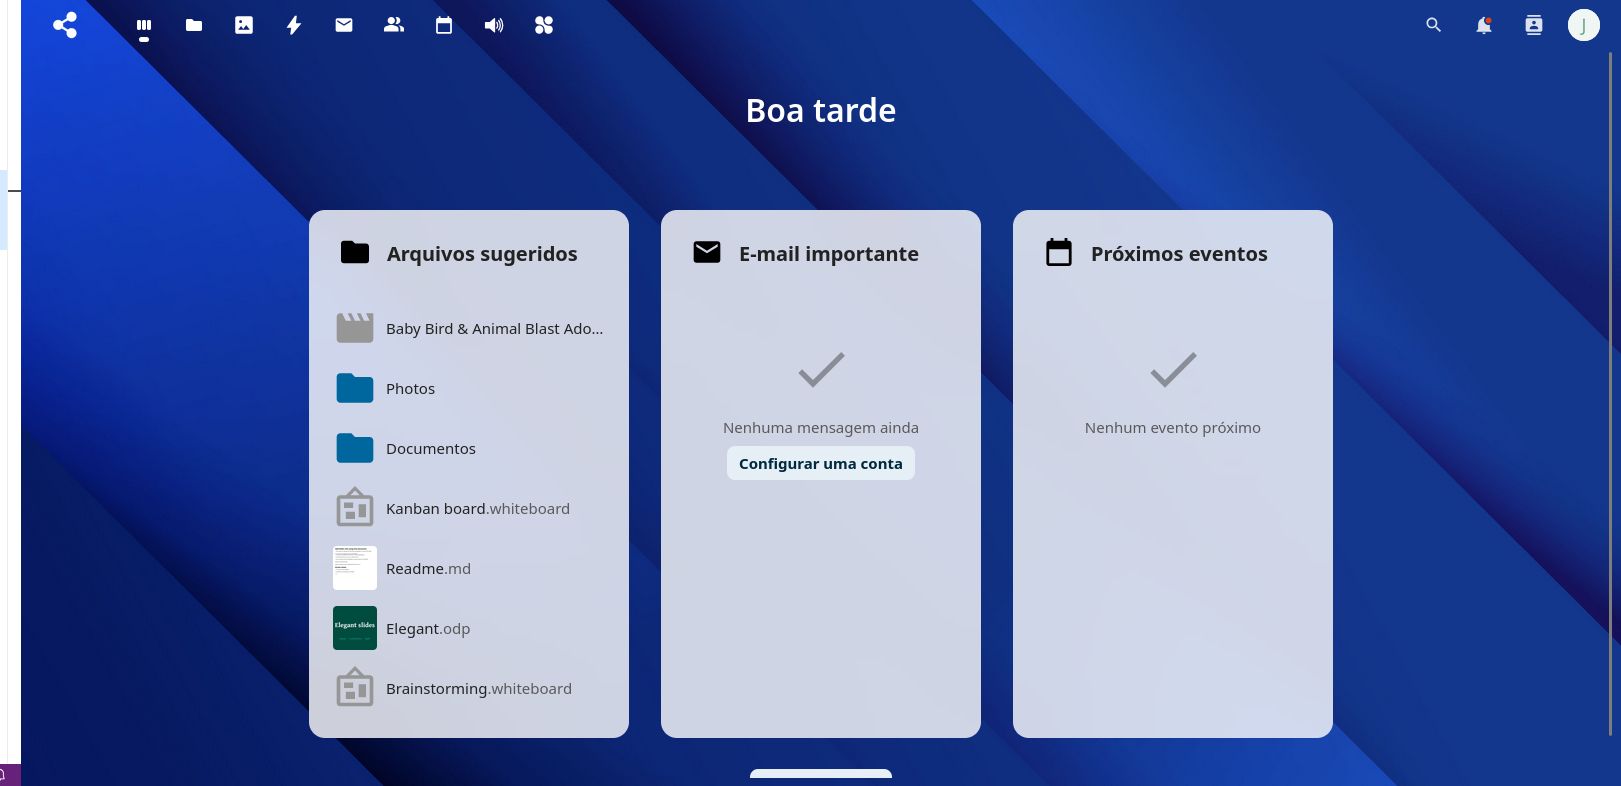 J
Boa tarde
Arquivos sugeridos
Baby Bird & Animal Blast Ado...
Photos
Documentos
Kanban board.whiteboard
Readme.md
Elegant slides
Elegant.odp
Brainstorming.whiteboard
E-mail importante
Nenhuma mensagem ainda
Configurar uma conta
Próximos eventos
Nenhum evento próximo